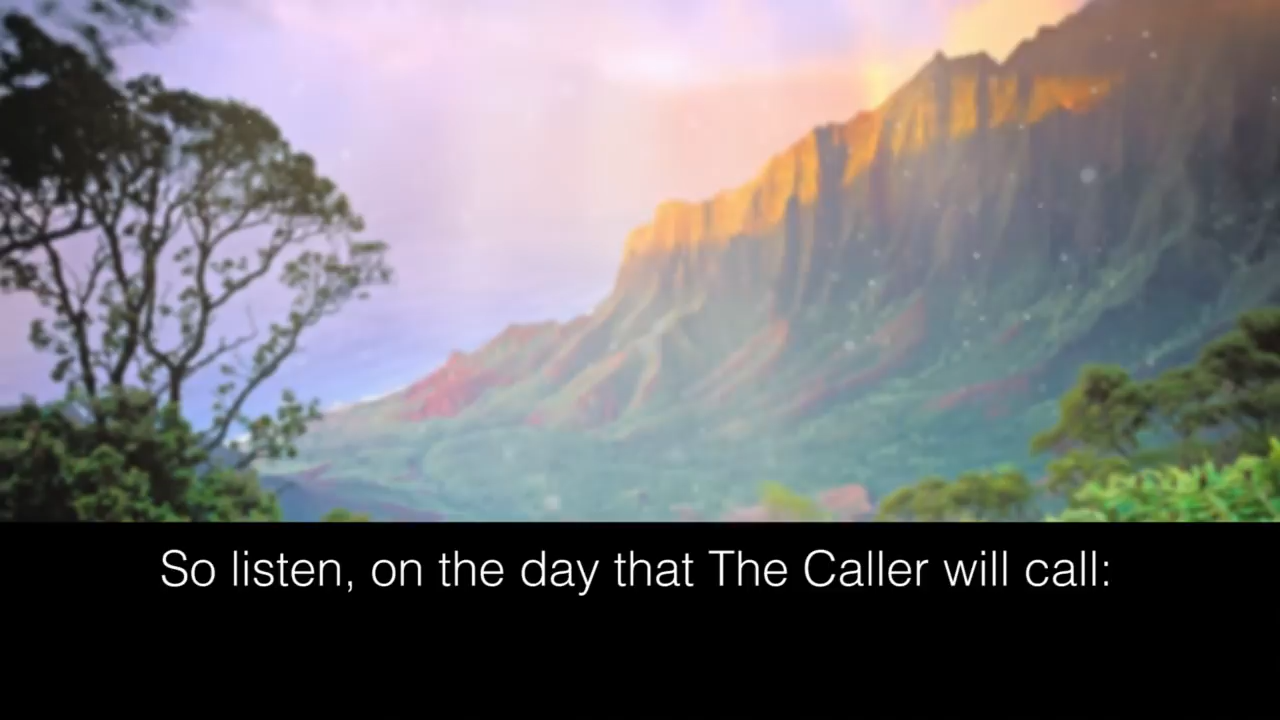 So listen, on the day that The Caller will call: